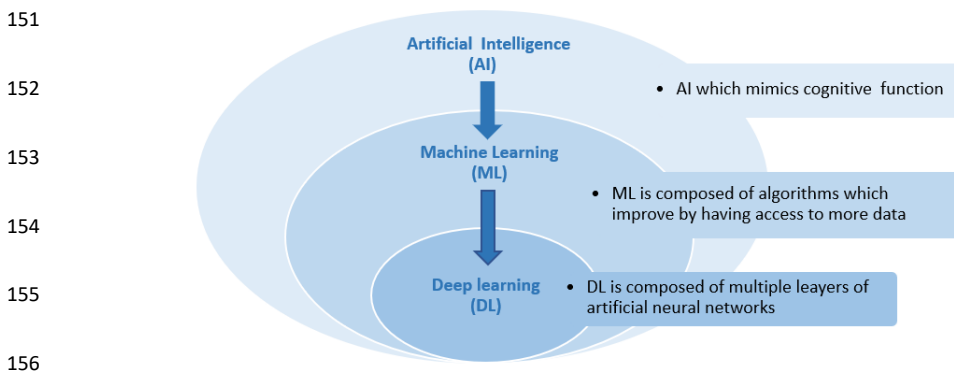 151
Artificial Intelligence
(AI)
152
• AI which mimics cognitive function
153
Machine Learning
(ML)
• ML is composed of algorithms which
improve by having access to more data
154
155
Deep learning
(DL)
• DL is composed of multiple leayers of
artificial neural networks
156